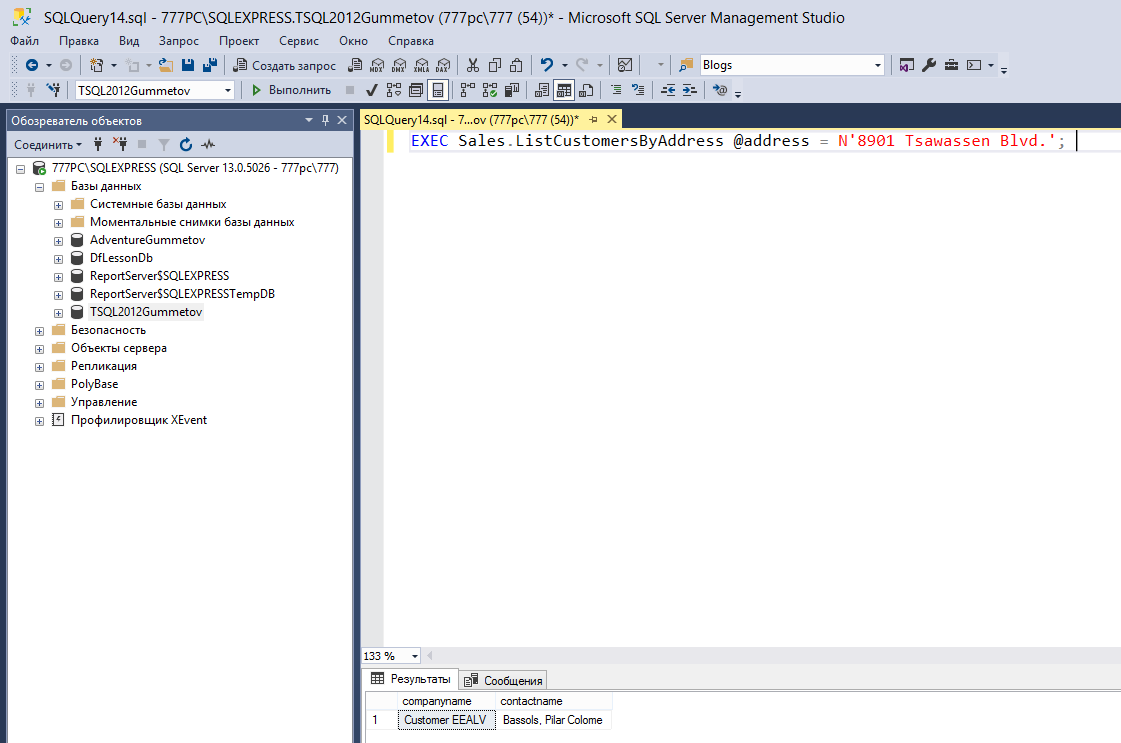 SQLQuery14.sql - 777PC\SQLEXPRESS.TSQL2012Gummetov (777pc\777 (54))* - Microsoft SQL Server Management Studio
Файл Правка Вид Запрос Проект Сервис Окно Справка
Создать запрос MDX DMX XMLA DAX Blogs
TSQL2012Gummetov Выполнить
Обозреватель объектов
SQLQuery14.sql - 7...ov (777pc\777 (54))*
Соединить
EXEC Sales.ListCustomersByAddress @address = N'8901 Tsawassen Blvd.';
777PC\SQLEXPRESS (SQL Server 13.0.5026 - 777pc\777)
Базы данных
Системные базы данных
Моментальные снимки базы данных
AdventureGummetov
DfLessonDb
ReportServer$SQLEXPRESS
ReportServer$SQLEXPRESSTempDB
TSQL2012Gummetov
Безопасность
Объекты сервера
Репликация
PolyBase
Управление
Профилировщик XEvent
133 %
Результаты Сообщения
companyname contactname
1 Customer EEALV Bassols, Pilar Colome